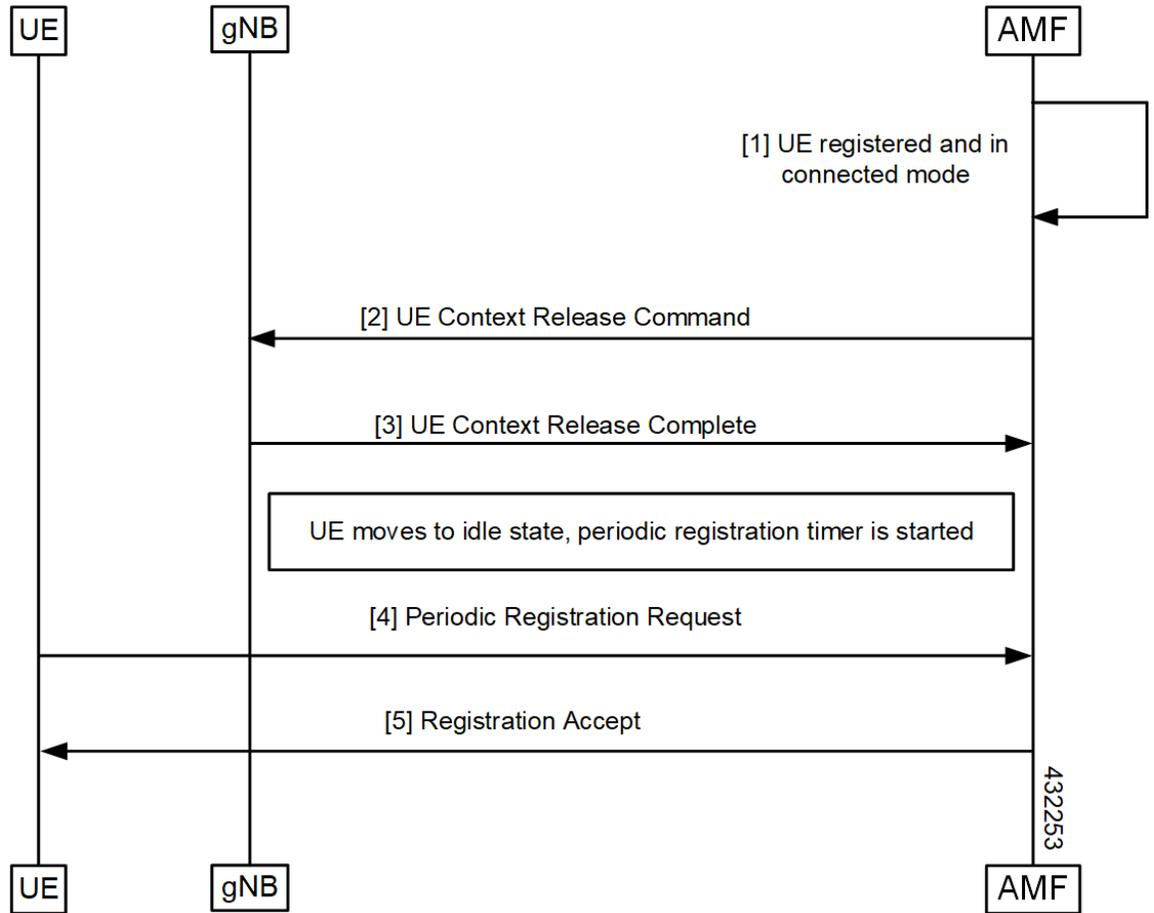 UE
gNB
AMF
[1] UE registered and in
connected mode
[2] UE Context Release Command
[3] UE Context Release Complete
UE moves to idle state, periodic registration timer is started
[4] Periodic Registration Request
[5] Registration Accept
432253
UE
gNB
AMF